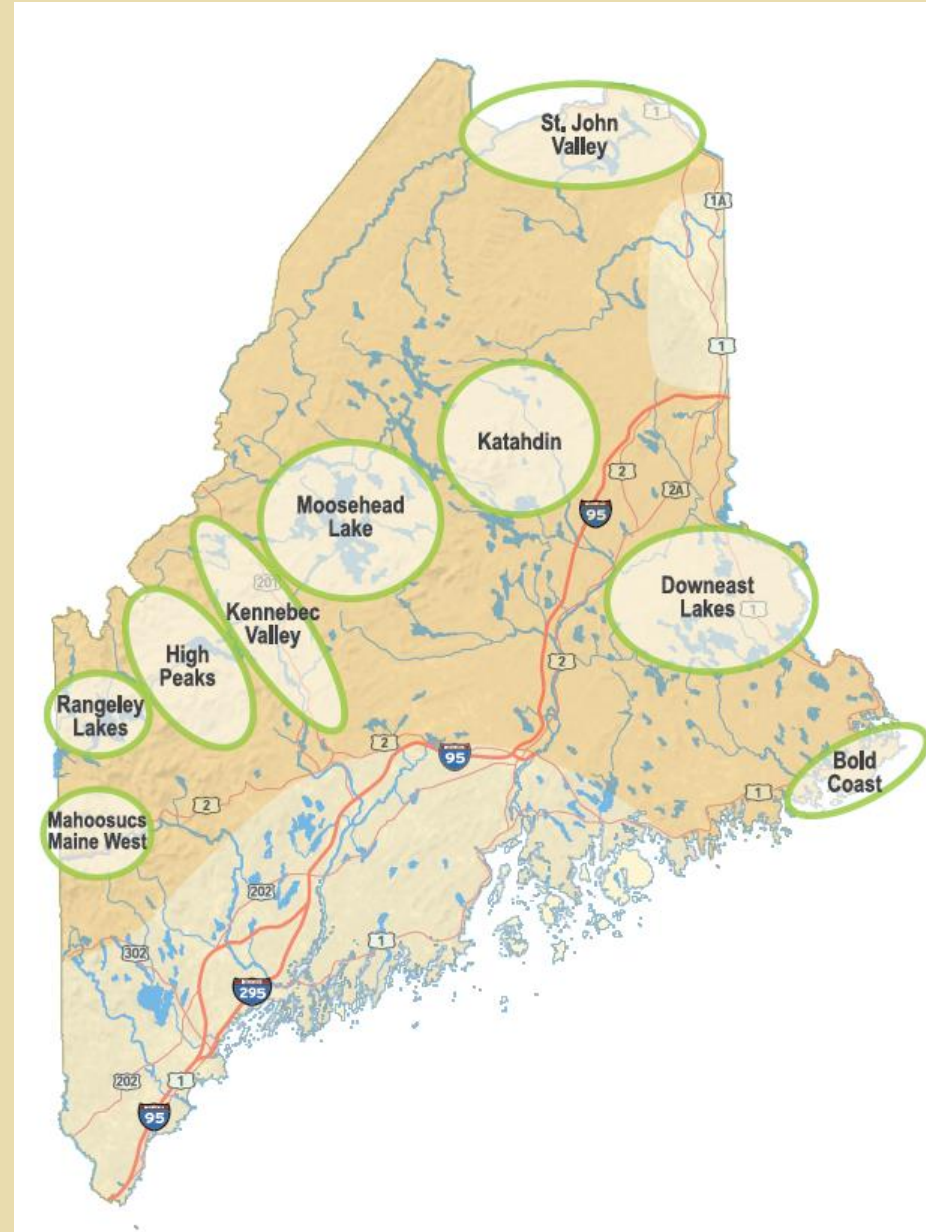 1
St. John
Valley
1A
1
Katahdin
2
2A
95
Moosehead
Lake
201
Kennebec
Valley
Downeast
Lakes
1
High
Peaks
2
Rangeley
Lakes
2
95
Bold
Coast
1
2
Mahoosucs
Maine West
202
1
302
295
202
1
95